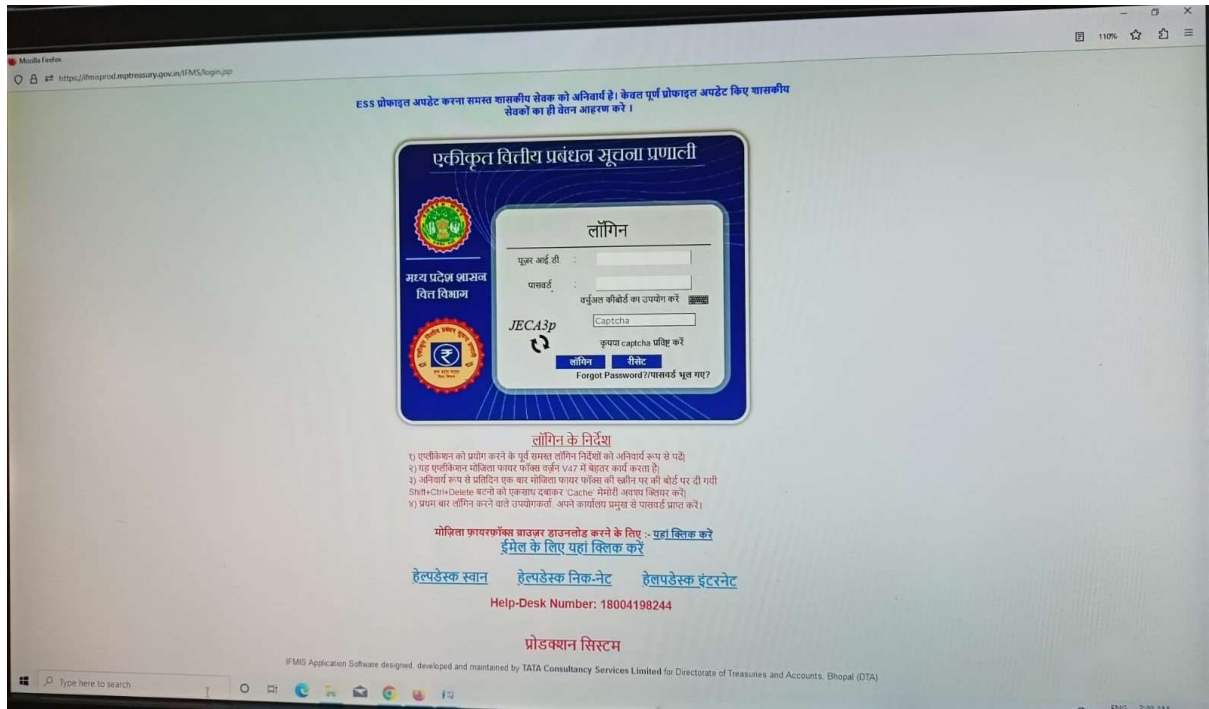 Mozilla Firefox
https://ifmisprod.mptreasury.gov.in/IFMS/login.jsp
110%
ESS प्रोफाइल अपडेट करना समस्त शासकीय सेवक को अनिवार्य है। केवल पूर्ण प्रोफाइल अपडेट किए शासकीय
सेवकों का ही वेतन आहरण करे ।
एकीकृत वित्तीय प्रबंधन सूचना प्रणाली
लॉगिन
यूज़र आई.डी. :
मध्य प्रदेश शासन
वित्त विभाग
पासवर्ड :
वर्चुअल कीबोर्ड का उपयोग करें
JECA3p
Captcha
कृपया captcha प्रविष्ट करें
लॉगिन रीसेट
Forgot Password?/पासवर्ड भूल गए?
लॉगिन के निर्देश
१) एप्लीकेशन को प्रयोग करने के पूर्व समस्त लॉगिन निर्देशों को अनिवार्य रूप से पढें|
२) यह एप्लीकेशन मोजिला फायर फॉक्स वर्ज़न V47 में बेहतर कार्य करता है|
३) अनिवार्य रूप से प्रतिदिन एक बार मोजिला फायर फॉक्स की स्क्रीन पर की बोर्ड पर दी गयी
Shift+Ctrl+Delete बटनो को एकसाथ दबाकर 'Cache' मेमोरी अवश्य क्लियर करें|
४) प्रथम बार लॉगिन करने वाले उपयोगकर्ता, अपने कार्यालय प्रमुख से पासवर्ड प्राप्त करें।
मोज़िला फ़ायरफ़ॉक्स ब्राउज़र डाउनलोड करने के लिए :- यहां क्लिक करें
ईमेल के लिए यहां क्लिक करें
हेल्पडेस्क स्वान हेल्पडेस्क निक-नेट हेलपडेस्क इंटरनेट
Help-Desk Number: 18004198244
प्रोडक्शन सिस्टम
IFMIS Application Software designed, developed and maintained by TATA Consultancy Services Limited for Directorate of Treasuries and Accounts, Bhopal (DTA)
Type here to search
ENG